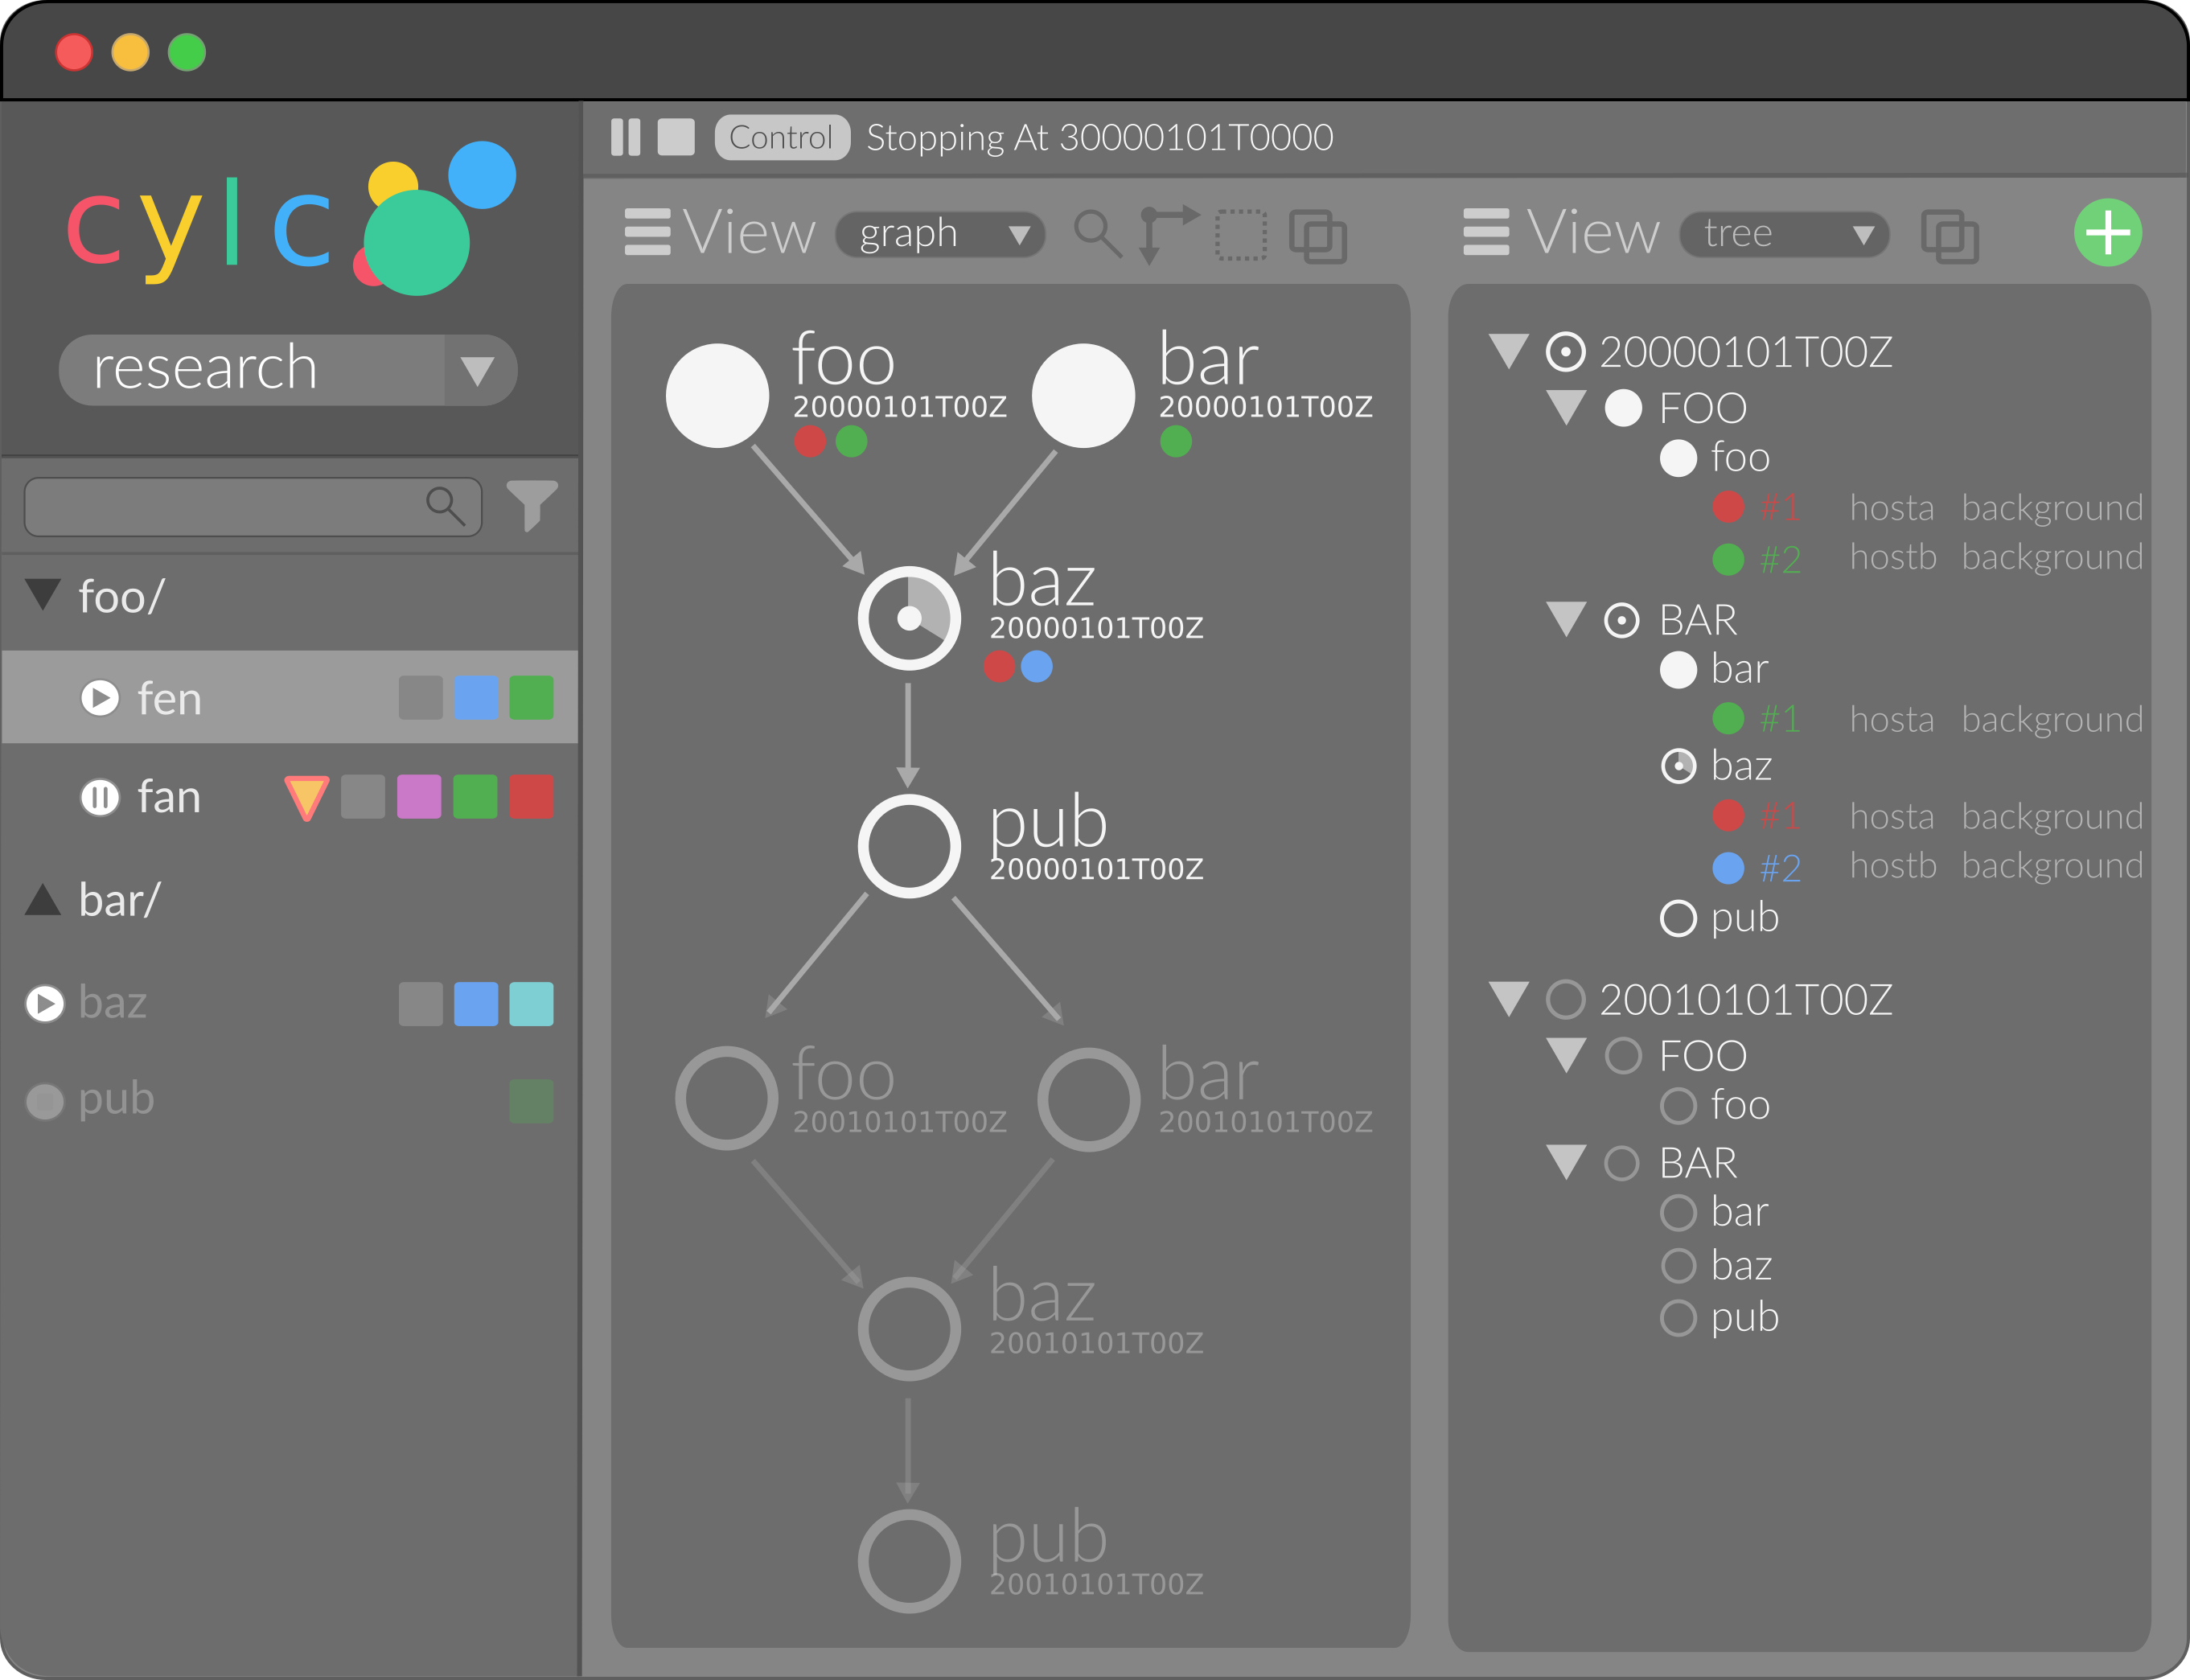 cylc
research
foo/
fen
fan
bar/
baz
pub
Control Stopping At 30000101T0000
View graph
foo
20000101T00Z
bar
20000101T00Z
baz
20000101T00Z
pub
20000101T00Z
foo
20010101T00Z
bar
20010101T00Z
baz
20010101T00Z
pub
20010101T00Z
View tree
20000101T00Z
FOO
foo
#1 hosta background
#2 hostb background
BAR
bar
#1 hosta background
baz
#1 hosta background
#2 hostb background
pub
20010101T00Z
FOO
foo
BAR
bar
baz
pub